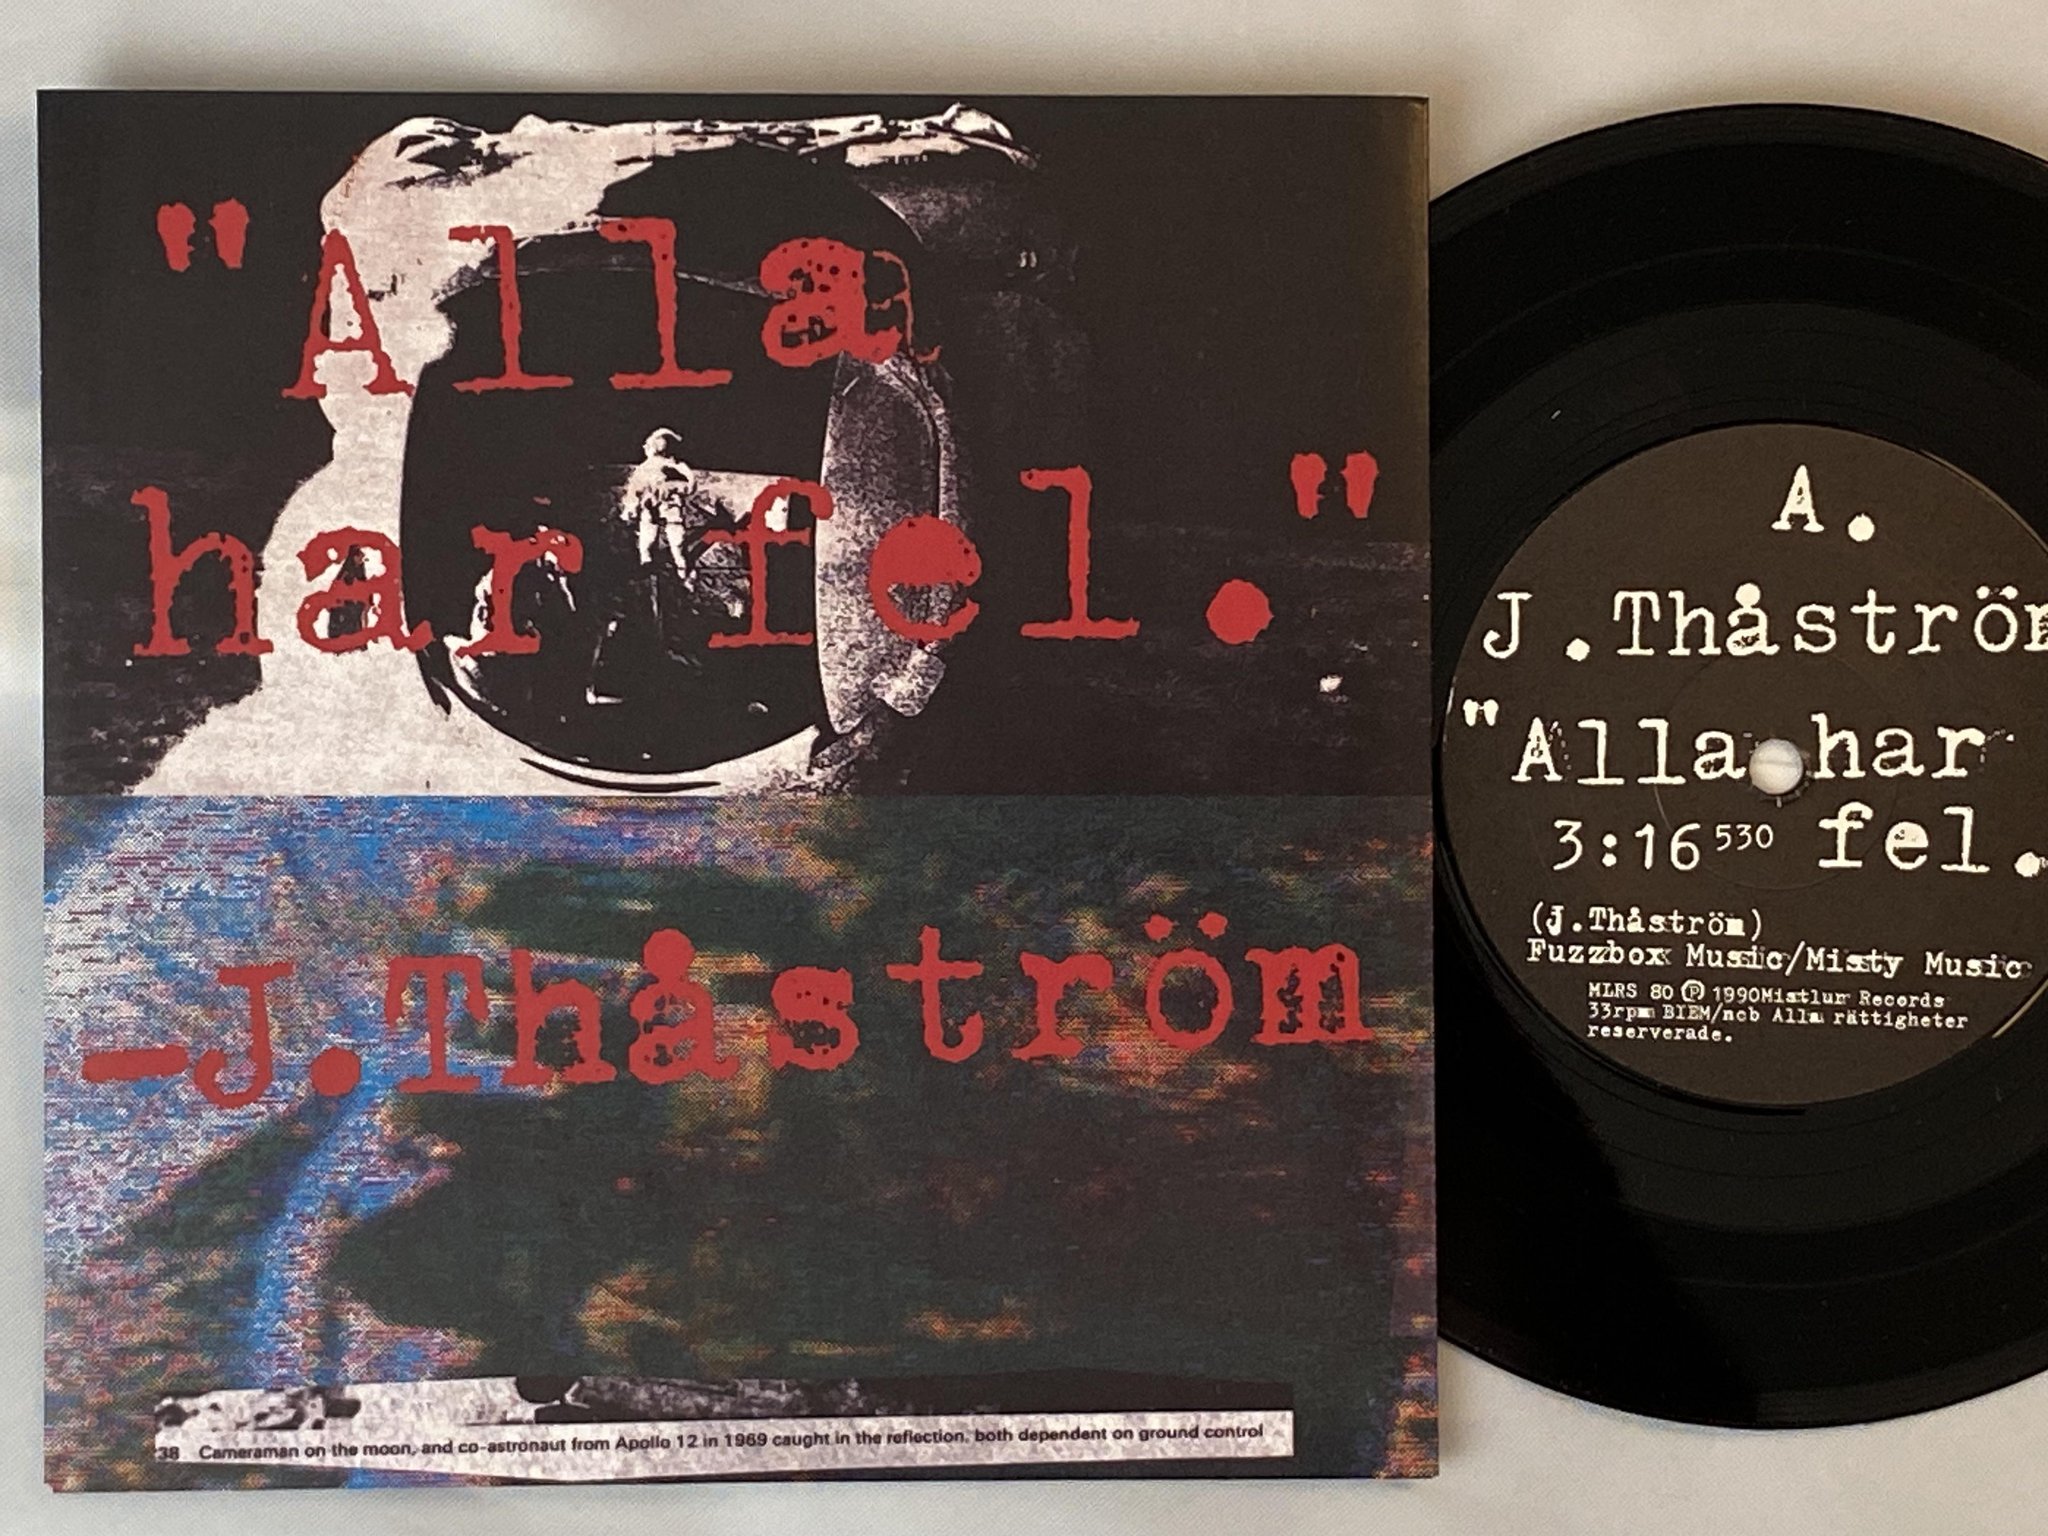 "Alla
har fel."
—J.Thåström
38 Cameraman on the moon, and co-astronaut from Apollo 12 in 1969 caught in the reflection, both dependent on ground control
A.
J.Thåström
"Alla har
3:16 530 fel.
(J.Thåström)
Fuzzbox Music/Misty Music
MLRS 80 Ⓟ 1990Mistlur Records
33rpm BIEM/ncb Alla rättigheter
reserverade.